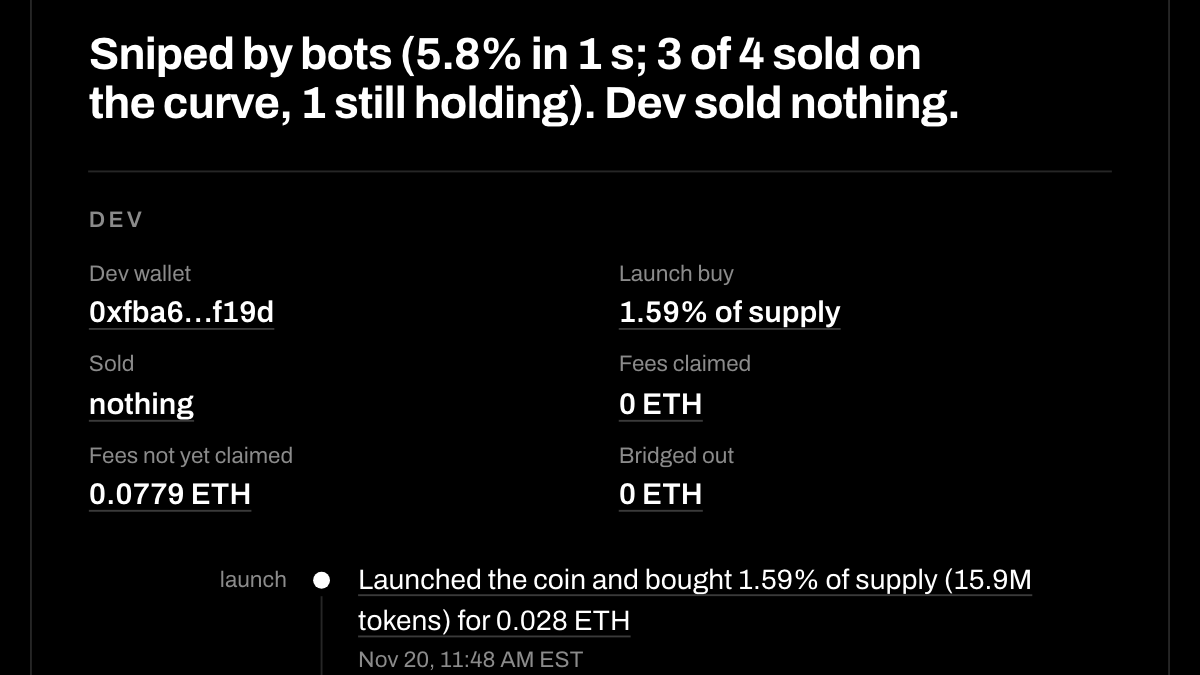 Sniped by bots (5.8% in 1 s; 3 of 4 sold on
the curve, 1 still holding). Dev sold nothing.
DEV
Dev wallet
0xfba6...f19d
Launch buy
1.59% of supply
Sold
nothing
Fees claimed
0 ETH
Fees not yet claimed
0.0779 ETH
Bridged out
0 ETH
launch
Launched the coin and bought 1.59% of supply (15.9M
tokens) for 0.028 ETH
Nov 20, 11:48 AM EST